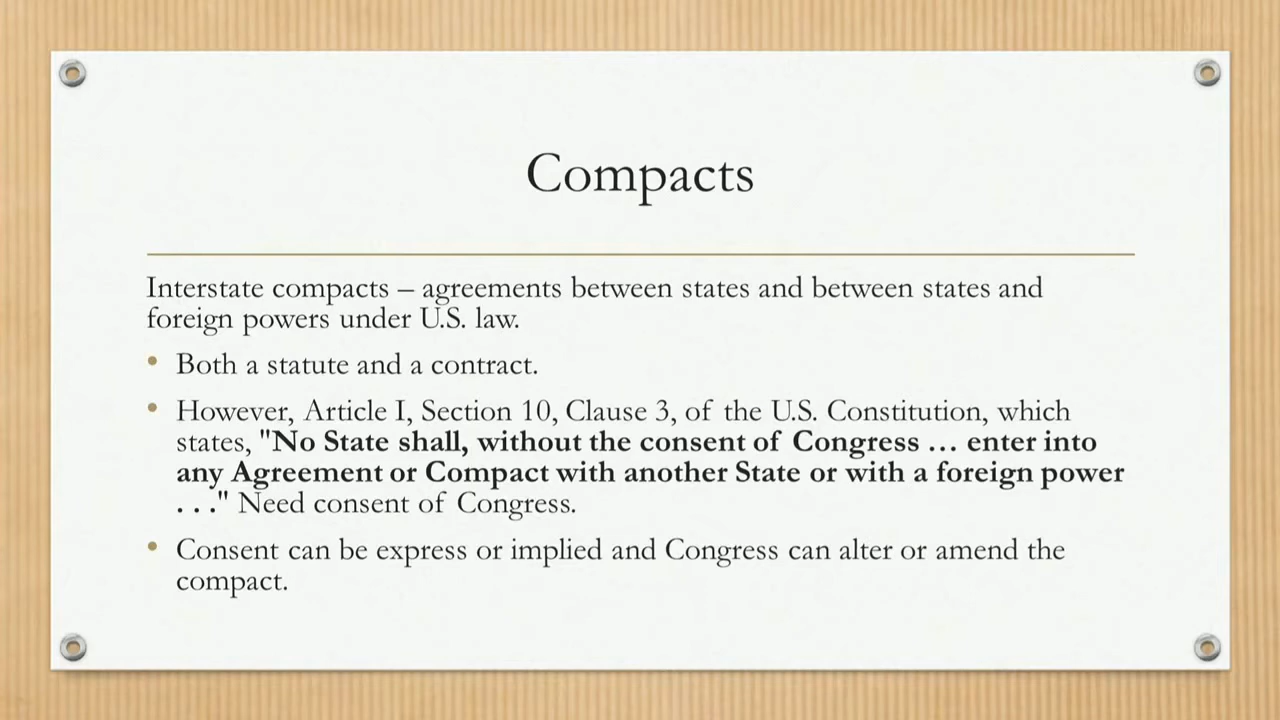 Compacts
Interstate compacts – agreements between states and between states and
foreign powers under U.S. law.
• Both a statute and a contract.
• However, Article I, Section 10, Clause 3, of the U.S. Constitution, which
states, "No State shall, without the consent of Congress … enter into
any Agreement or Compact with another State or with a foreign power
. . ." Need consent of Congress.
• Consent can be express or implied and Congress can alter or amend the
compact.